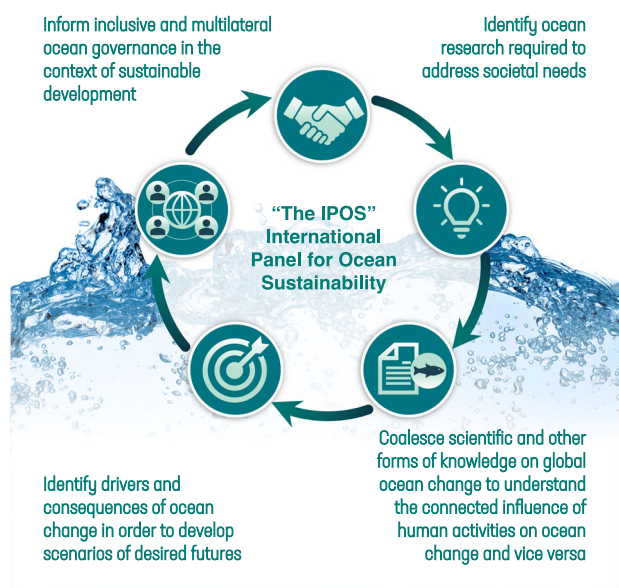 Inform inclusive and multilateral
ocean governance in the
context of sustainable
development
Identify ocean
research required to
address societal needs
“The IPOS”
International
Panel for Ocean
Sustainability
Coalesce scientific and other
forms of knowledge on global
ocean change to understand
the connected influence of
human activities on ocean
change and vice versa
Identify drivers and
consequences of ocean
change in order to develop
scenarios of desired futures